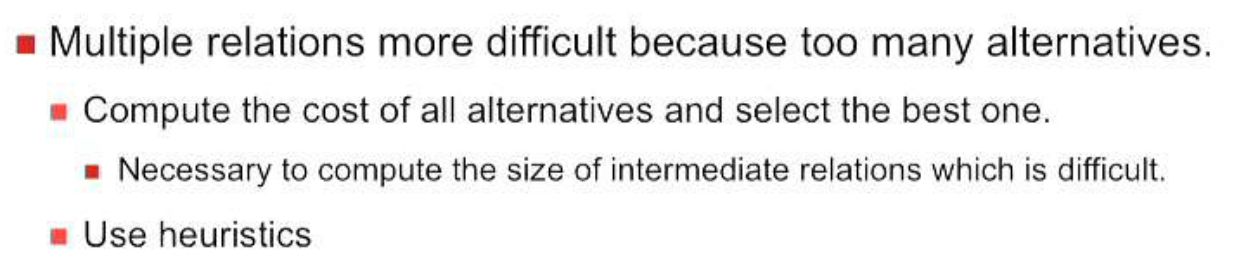 Multiple relations more difficult because too many alternatives.
Compute the cost of all alternatives and select the best one.
Necessary to compute the size of intermediate relations which is difficult.
Use heuristics